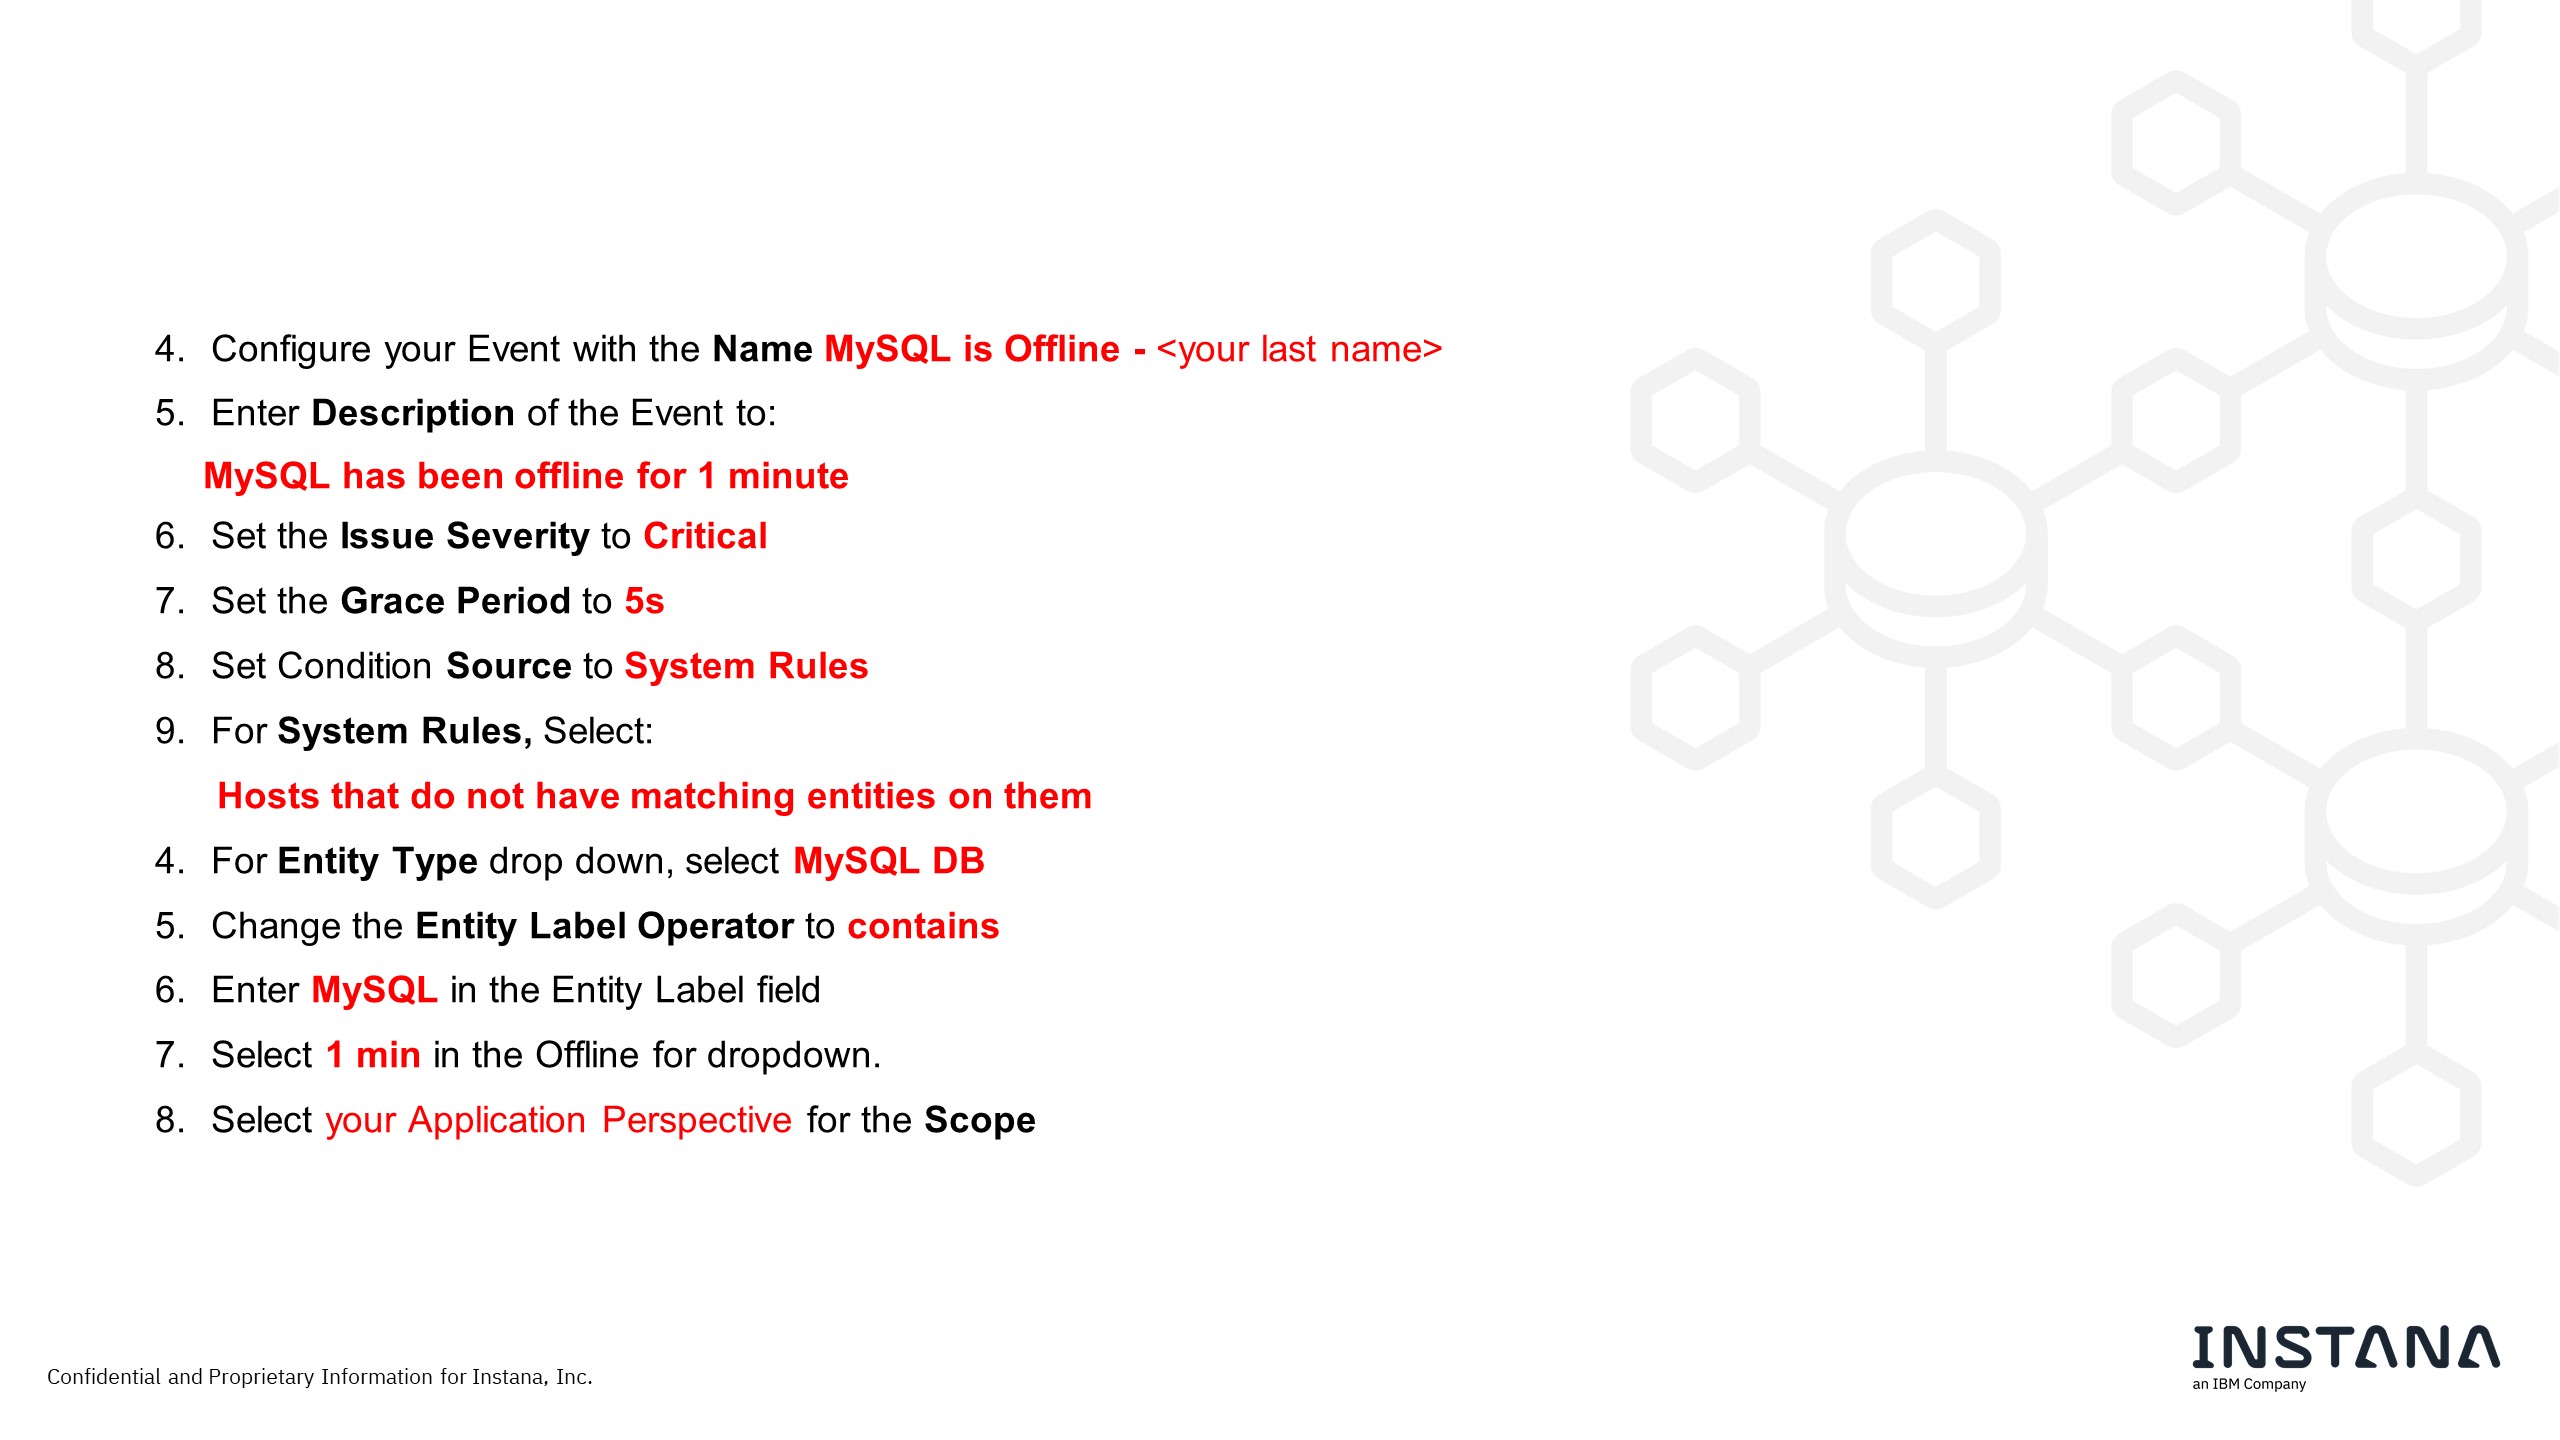 4. Configure your Event with the Name MySQL is Offline - <your last name>
5. Enter Description of the Event to:
MySQL has been offline for 1 minute
6. Set the Issue Severity to Critical
7. Set the Grace Period to 5s
8. Set Condition Source to System Rules
9. For System Rules, Select:
Hosts that do not have matching entities on them
4. For Entity Type drop down, select MySQL DB
5. Change the Entity Label Operator to contains
6. Enter MySQL in the Entity Label field
7. Select 1 min in the Offline for dropdown.
8. Select your Application Perspective for the Scope
Confidential and Proprietary Information for Instana, Inc.
INSTANA
an IBM Company